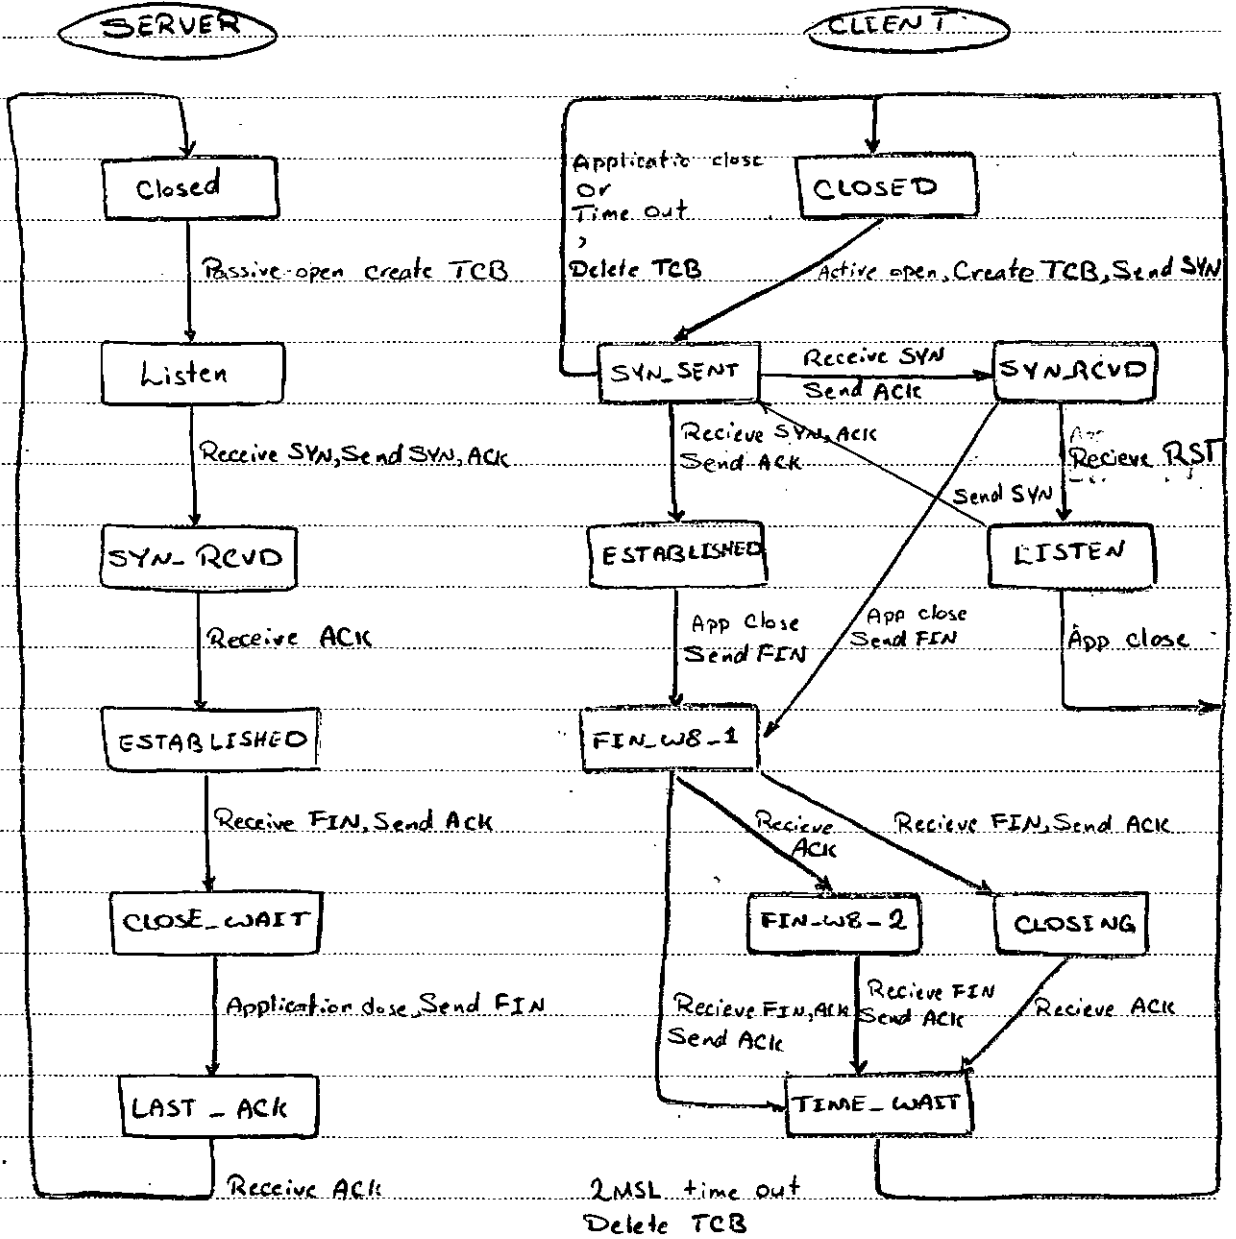 SERVER
Closed
Passive open create TCB
Listen
Receive SYN, Send SYN, ACK
SYN_RCVD
Receive ACK
ESTABLISHED
Receive FIN, Send ACK
CLOSE_WAIT
Application close, Send FIN
LAST_ACK
Receive ACK
CLIENT
Applicatio close
Or
Time out
,
Delete TCB
CLOSED
Active open, Create TCB, Send SYN
SYN_SENT
Receive SYN
Send ACK
SYN_RCVD
Recieve SYN, ACK
Send ACK
Recieve RST
Send SYN
ESTABLISHED
LISTEN
App Close
Send FIN
App close
Send FIN
App close
FIN_W8_1
Recieve
ACK
Recieve FIN, Send ACK
FIN_W8_2
CLOSING
Recieve FIN, ACK
Send ACK
Recieve FIN
Send ACK
Recieve ACK
TIME_WAIT
2MSL time out
Delete TCB